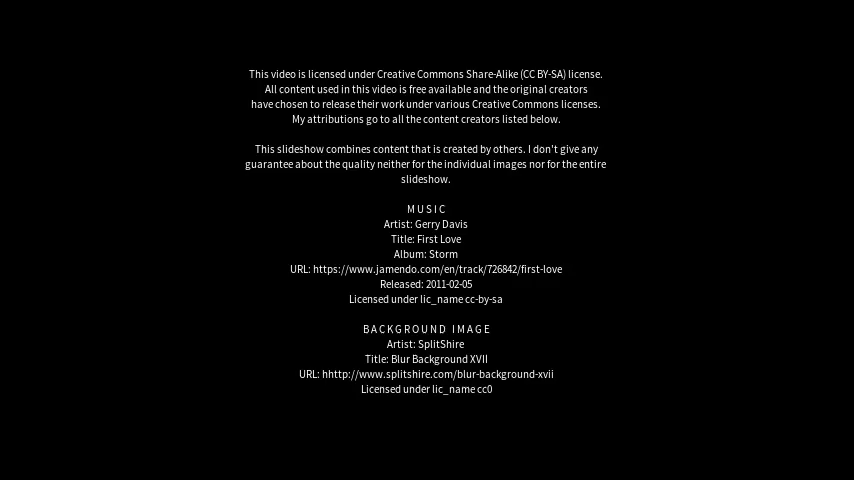 This video is licensed under Creative Commons Share-Alike (CC BY-SA) license.
All content used in this video is free available and the original creators
have chosen to release their work under various Creative Commons licenses.
My attributions go to all the content creators listed below.
This slideshow combines content that is created by others. I don't give any
guarantee about the quality neither for the individual images nor for the entire
slideshow.
MUSIC
Artist: Gerry Davis
Title: First Love
Album: Storm
URL: https://www.jamendo.com/en/track/726842/first-love
Released: 2011-02-05
Licensed under lic_name cc-by-sa
BACKGROUND IMAGE
Artist: SplitShire
Title: Blur Background XVII
URL: hhttp://www.splitshire.com/blur-background-xvii
Licensed under lic_name cc0